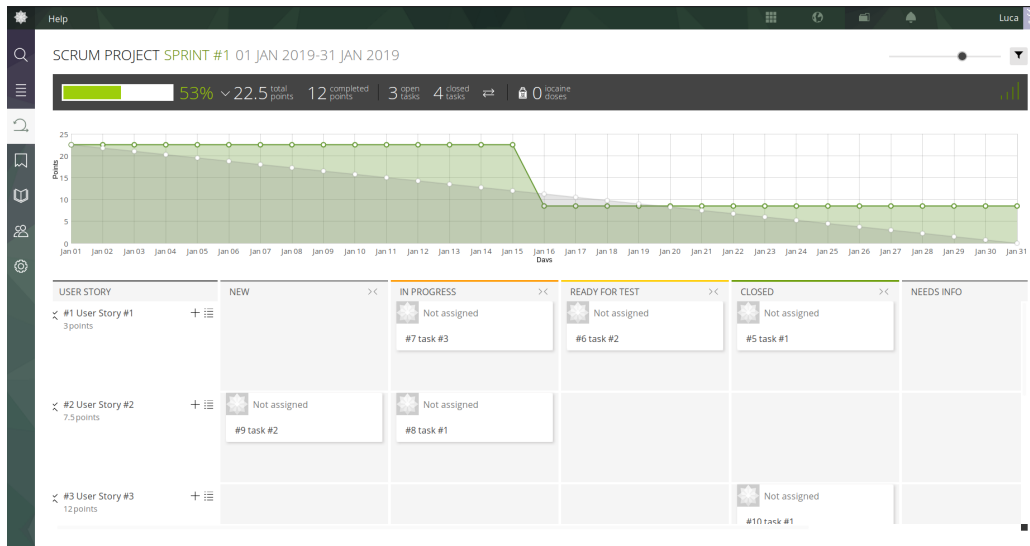 Help
Luca
SCRUM PROJECT SPRINT #1 01 JAN 2019-31 JAN 2019
53% 22.5 total points 12 completed points 3 open tasks 4 closed tasks 0 iocaine doses
25
20
15
10
5
0
Points
Jan 01 Jan 02 Jan 03 Jan 04 Jan 05 Jan 06 Jan 07 Jan 08 Jan 09 Jan 10 Jan 11 Jan 12 Jan 13 Jan 14 Jan 15 Jan 16 Jan 17 Jan 18 Jan 19 Jan 20 Jan 21 Jan 22 Jan 23 Jan 24 Jan 25 Jan 26 Jan 27 Jan 28 Jan 29 Jan 30 Jan 31
Days
USER STORY NEW IN PROGRESS READY FOR TEST CLOSED NEEDS INFO
#1 User Story #1 Not assigned Not assigned Not assigned
3 points
#7 task #3 #6 task #2 #5 task #1
#2 User Story #2 Not assigned Not assigned
7.5 points
#9 task #2 #8 task #1
#3 User Story #3 Not assigned
12 points
#10 task #1